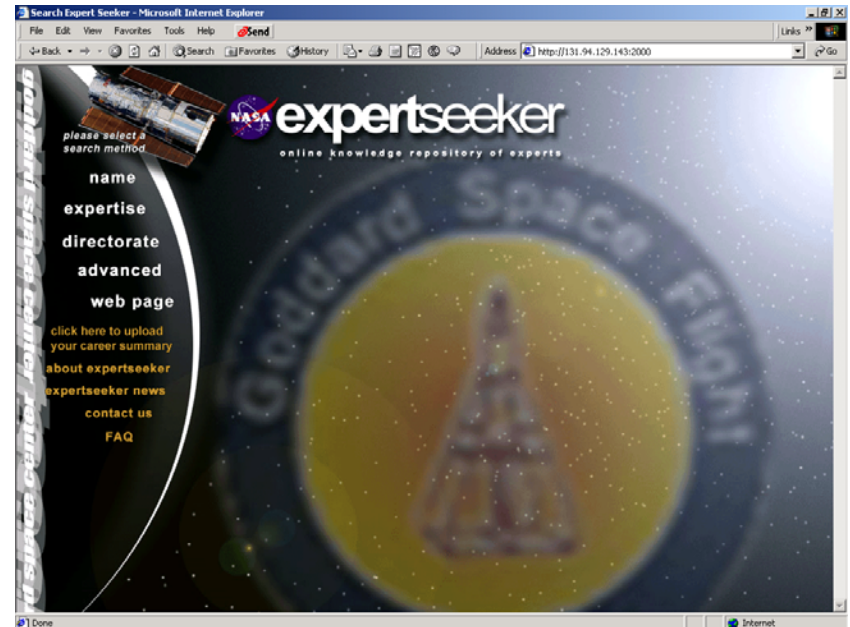 Search Expert Seeker - Microsoft Internet Explorer
File Edit View Favorites Tools Help Send Links »
Back Search Favorites History Address http://131.94.129.143:2000 Go
please select a
search method
NASA expertseeker
online knowledge repository of experts
name
expertise
directorate
advanced
web page
click here to upload
your career summary
about expertseeker
expertseeker news
contact us
FAQ
Goddard Space Flight
Done Internet